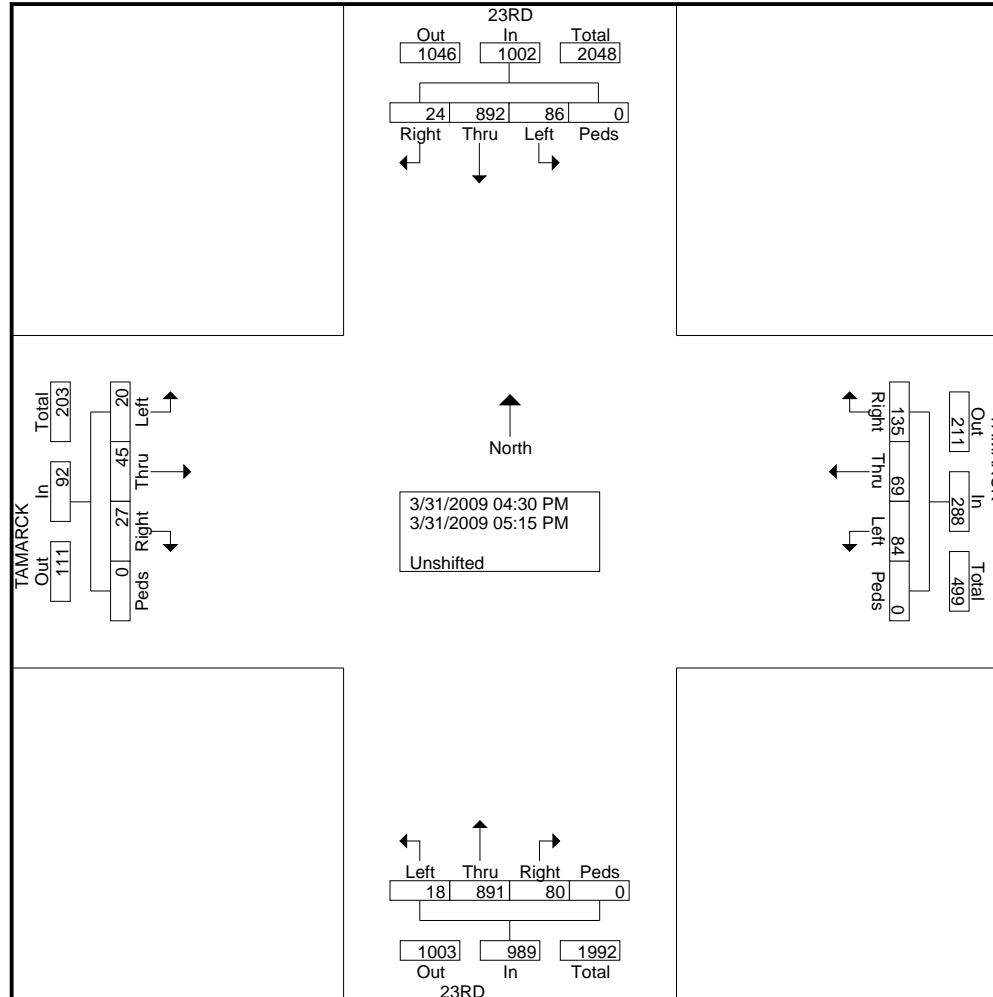 23RD
Out In Total
1046 1002 2048
24 892 86 0
Right Thru Left Peds
TAMARCK
Total In Out
203 92 111
20 45 27 0
Left Thru Right Peds
North
3/31/2009 04:30 PM
3/31/2009 05:15 PM
Unshifted
Right Thru Left Peds
135 69 84 0
Out In Total
211 288 499
Left Thru Right Peds
18 891 80 0
1003 989 1992
Out In Total
23RD